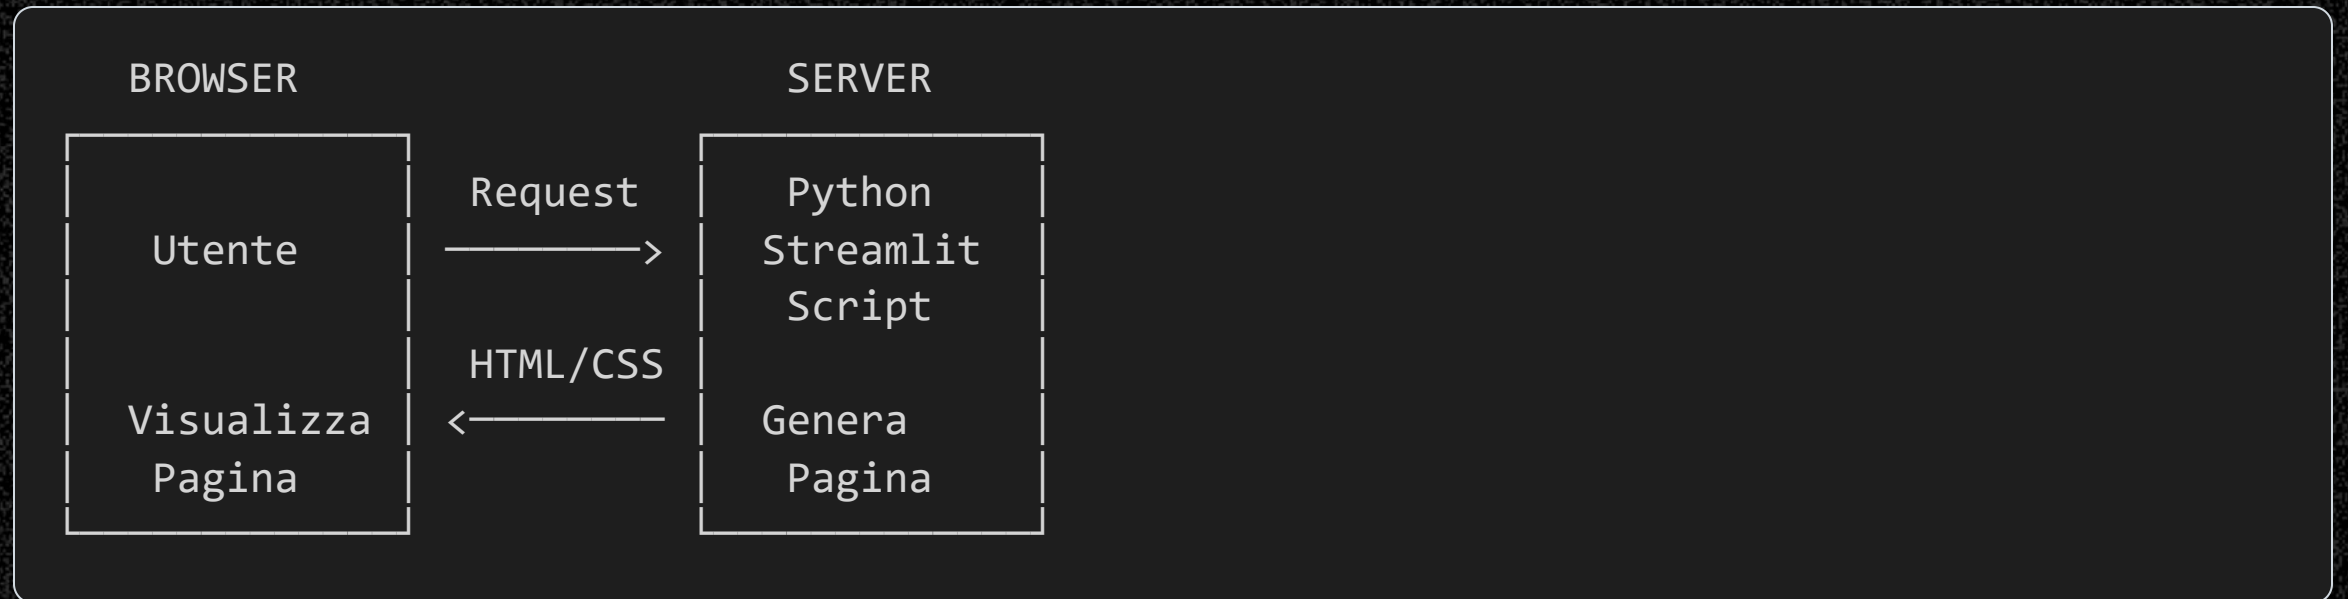 BROWSER SERVER
Request Python
Utente ────────> Streamlit
Script
HTML/CSS
Visualizza <──────── Genera
Pagina Pagina